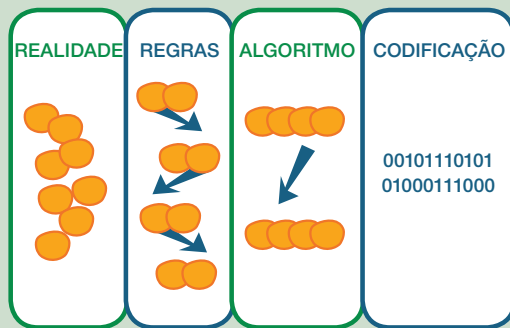 REALIDADE
REGRAS
ALGORITMO
CODIFICAÇÃO
00101110101
01000111000